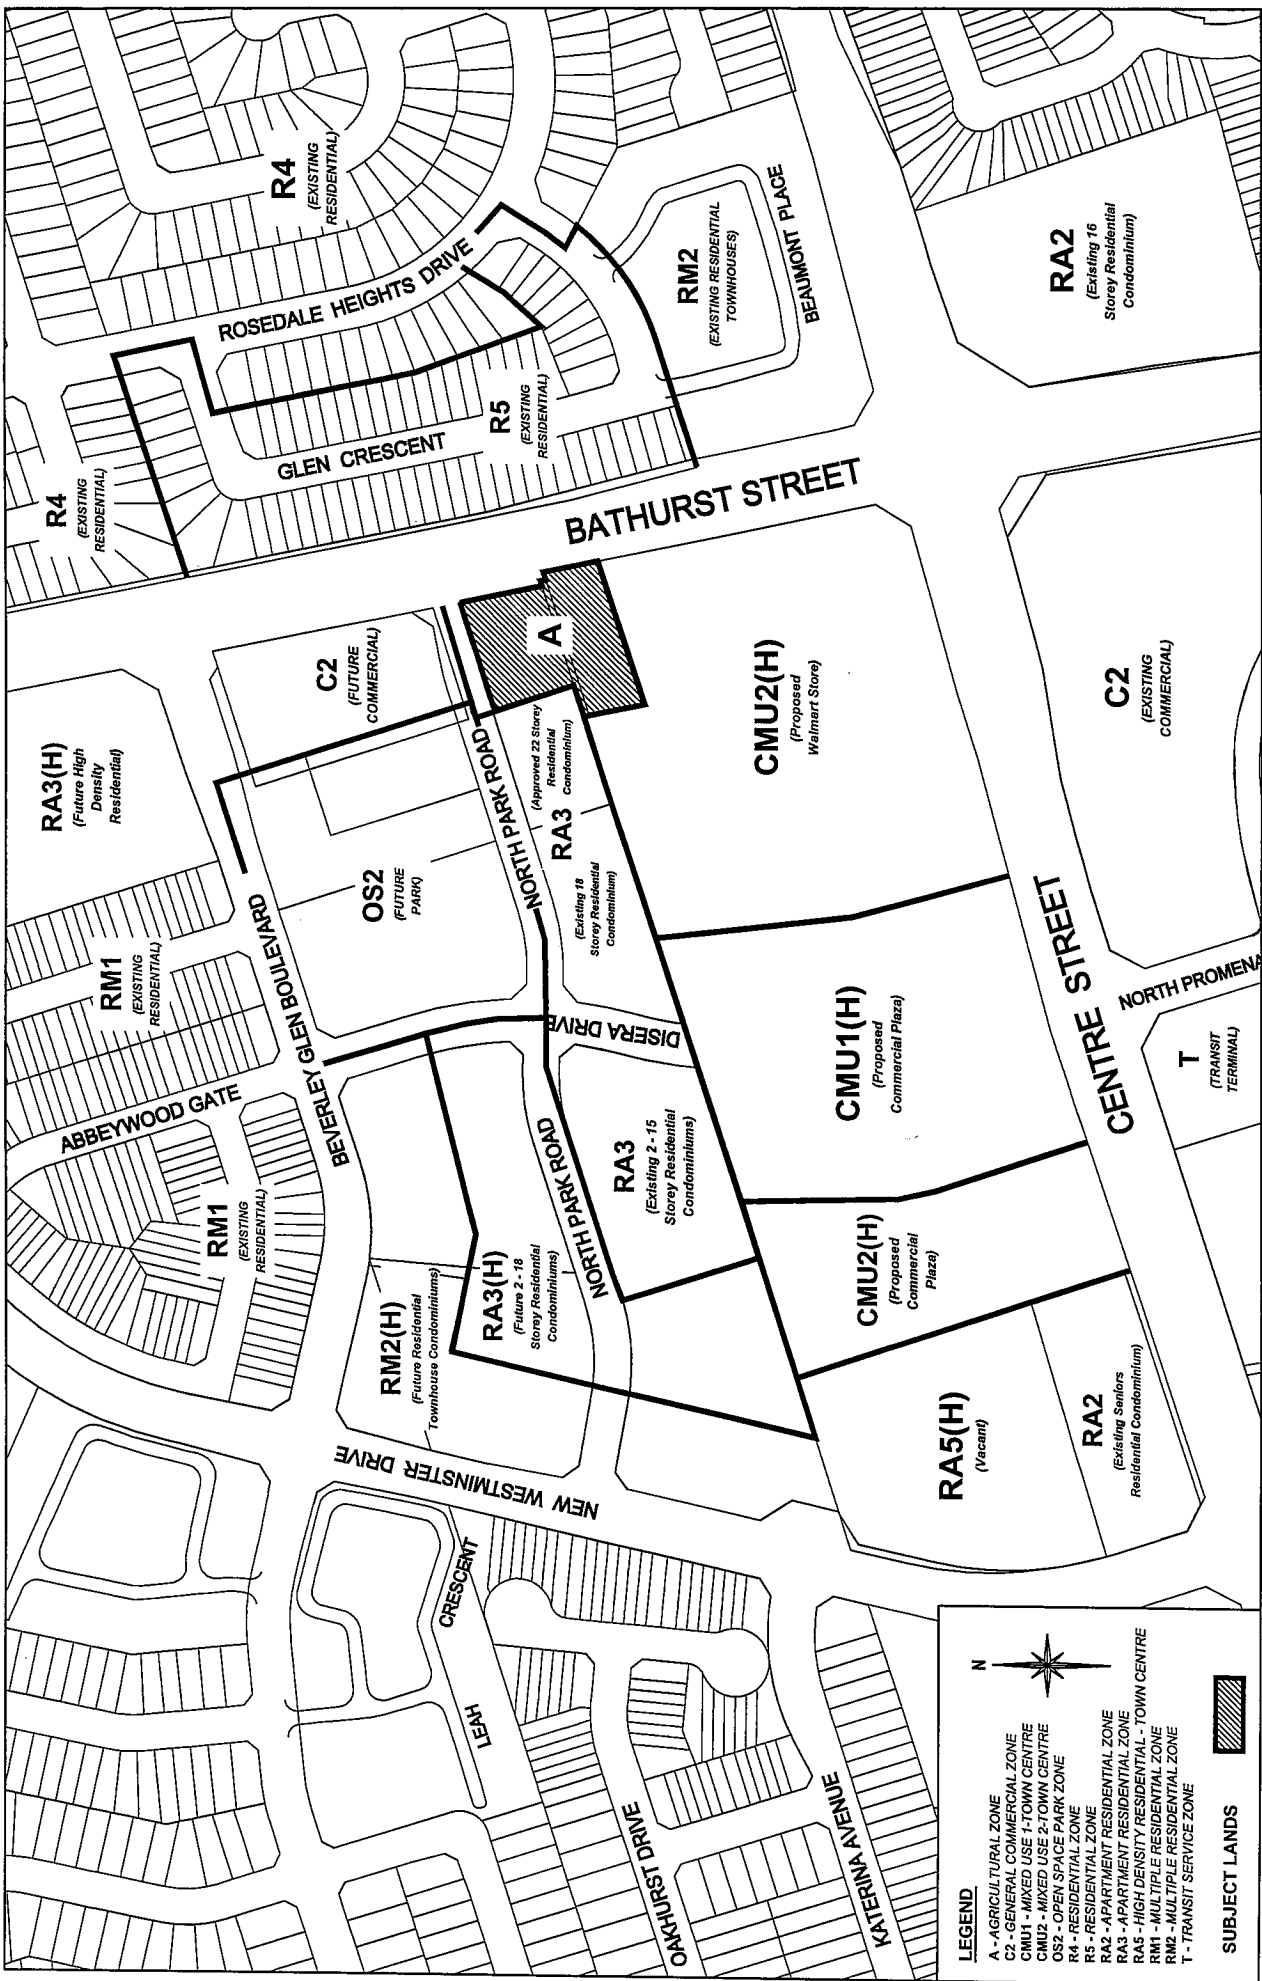 R4
(EXISTING
RESIDENTIAL)
R4
(EXISTING
RESIDENTIAL)
ROSEDALE HEIGHTS DRIVE
GLEN CRESCENT
R5
(EXISTING
RESIDENTIAL)
RM2
(EXISTING RESIDENTIAL
TOWNHOUSES)
BEAUMONT PLACE
RA2
(Existing 16
Storey Residential
Condominium)
BATHURST STREET
RA3(H)
(Future High
Density
Residential)
C2
(FUTURE
COMMERCIAL)
A
OS2
(FUTURE
PARK)
NORTH PARK ROAD
(Approved 22 Storey
Residential
Condominium)
RA3
(Existing 18
Storey Residential
Condominium)
CMU2(H)
(Proposed
Walmart Store)
C2
(EXISTING
COMMERCIAL)
RM1
(EXISTING
RESIDENTIAL)
BEVERLEY GLEN BOULEVARD
ABBEYWOOD GATE
DISERA DRIVE
CMU1(H)
(Proposed
Commercial Plaza)
CENTRE STREET
NORTH PROMENA
T
(TRANSIT
TERMINAL)
RM1
(EXISTING
RESIDENTIAL)
RM2(H)
(Future Residential
Townhouse Condominiums)
RA3(H)
(Future 2 - 18
Storey Residential
Condominiums)
NORTH PARK ROAD
RA3
(Existing 2 - 15
Storey Residential
Condominiums)
CMU2(H)
(Proposed
Commercial
Plaza)
RA5(H)
(Vacant)
RA2
(Existing Seniors
Residential Condominium)
NEW WESTMINSTER DRIVE
LEAH
CRESCENT
OAKHURST DRIVE
KATERINA AVENUE
LEGEND
A - AGRICULTURAL ZONE
C2 - GENERAL COMMERCIAL ZONE
CMU1 - MIXED USE 1-TOWN CENTRE
CMU2 - MIXED USE 2-TOWN CENTRE
OS2 - OPEN SPACE PARK ZONE
R4 - RESIDENTIAL ZONE
R5 - RESIDENTIAL ZONE
RA2 - APARTMENT RESIDENTIAL ZONE
RA3 - APARTMENT RESIDENTIAL ZONE
RA5 - HIGH DENSITY RESIDENTIAL - TOWN CENTRE
RM1 - MULTIPLE RESIDENTIAL ZONE
RM2 - MULTIPLE RESIDENTIAL ZONE
T - TRANSIT SERVICE ZONE
N
SUBJECT LANDS